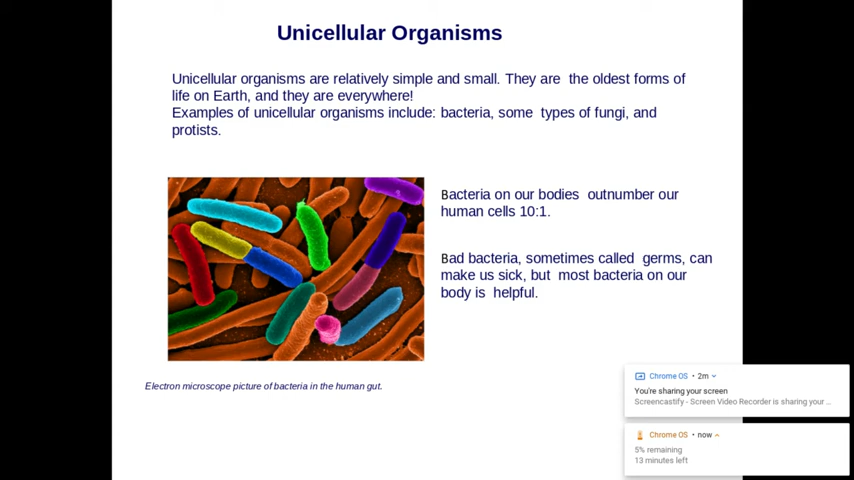 Unicellular Organisms
Unicellular organisms are relatively simple and small. They are the oldest forms of
life on Earth, and they are everywhere!
Examples of unicellular organisms include: bacteria, some types of fungi, and
protists.
Bacteria on our bodies outnumber our
human cells 10:1.
Bad bacteria, sometimes called germs, can
make us sick, but most bacteria on our
body is helpful.
Electron microscope picture of bacteria in the human gut.
Chrome OS • 2m
You're sharing your screen
Screencastify - Screen Video Recorder is sharing your ...
Chrome OS • now
5% remaining
13 minutes left